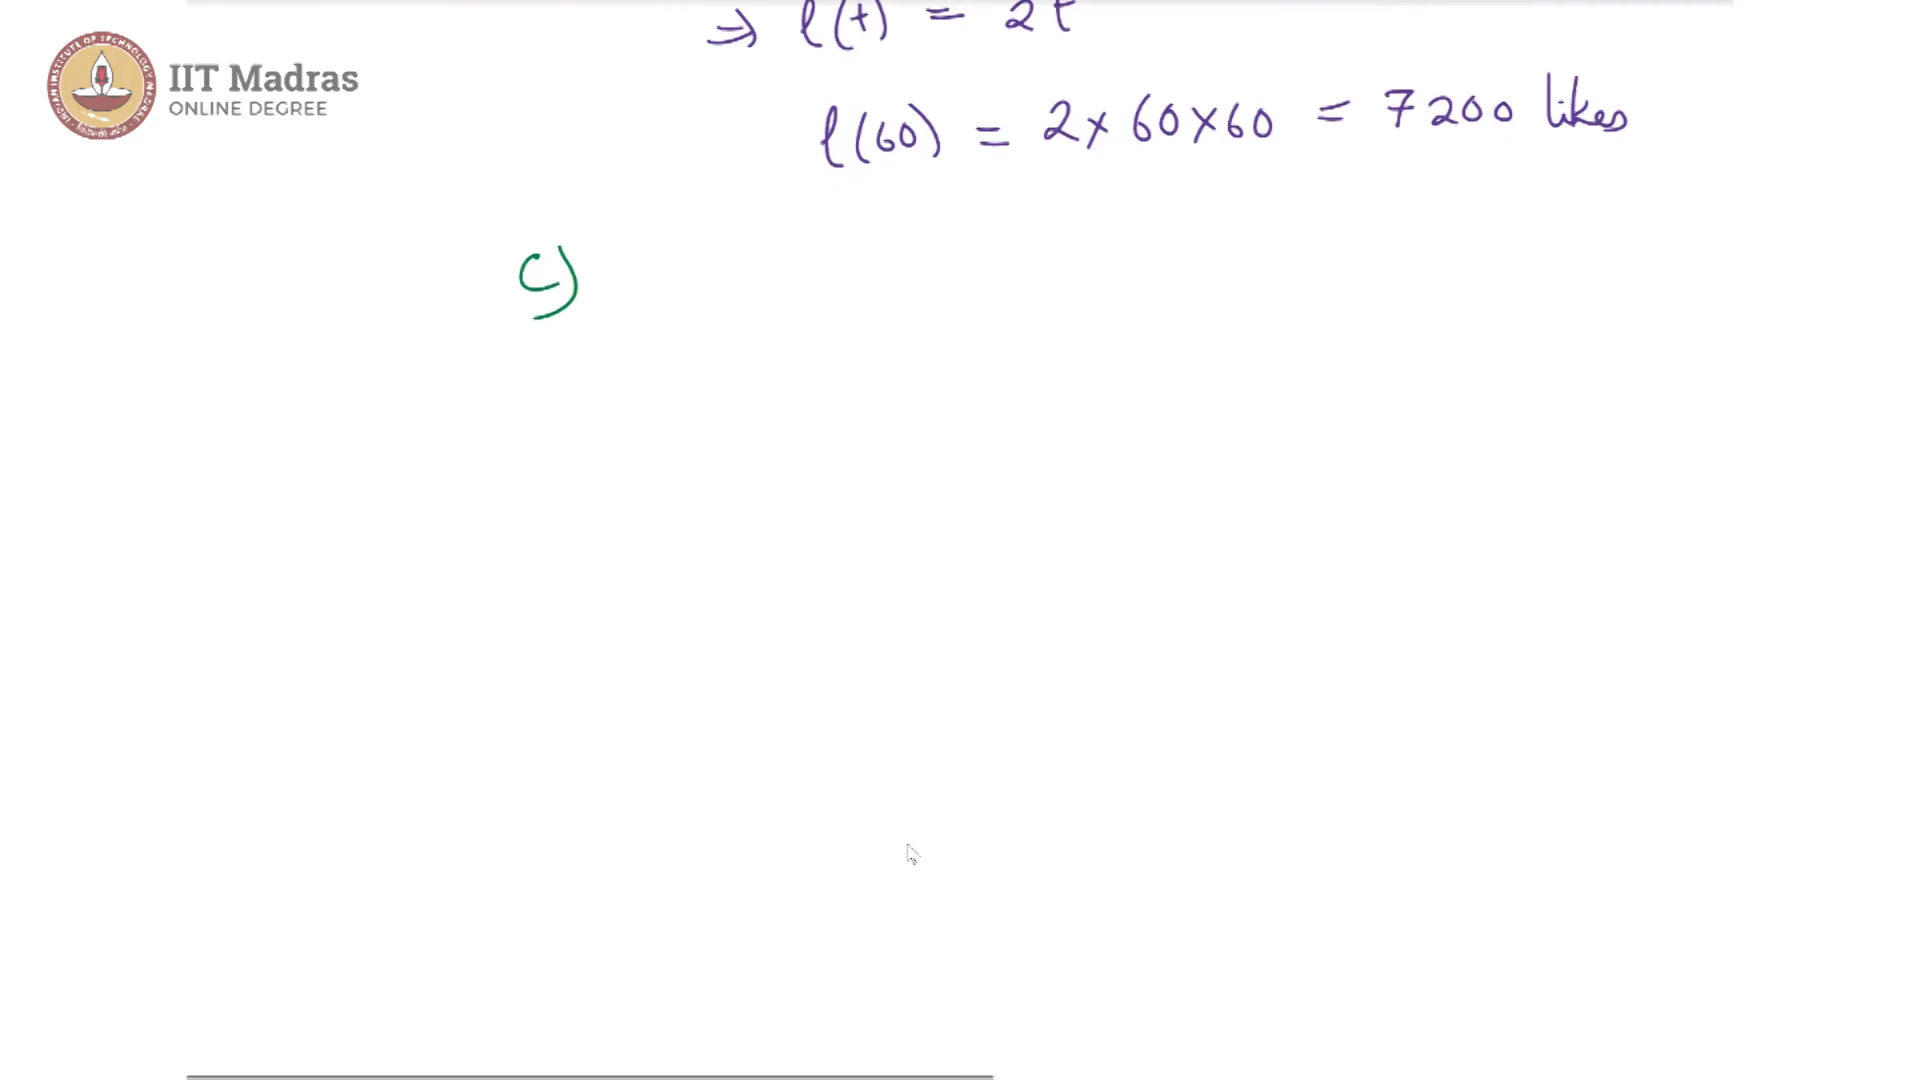 ⇒ l(t) = 2t
IIT Madras
ONLINE DEGREE
l(60) = 2 x 60 x 60 = 7200 likes
c)